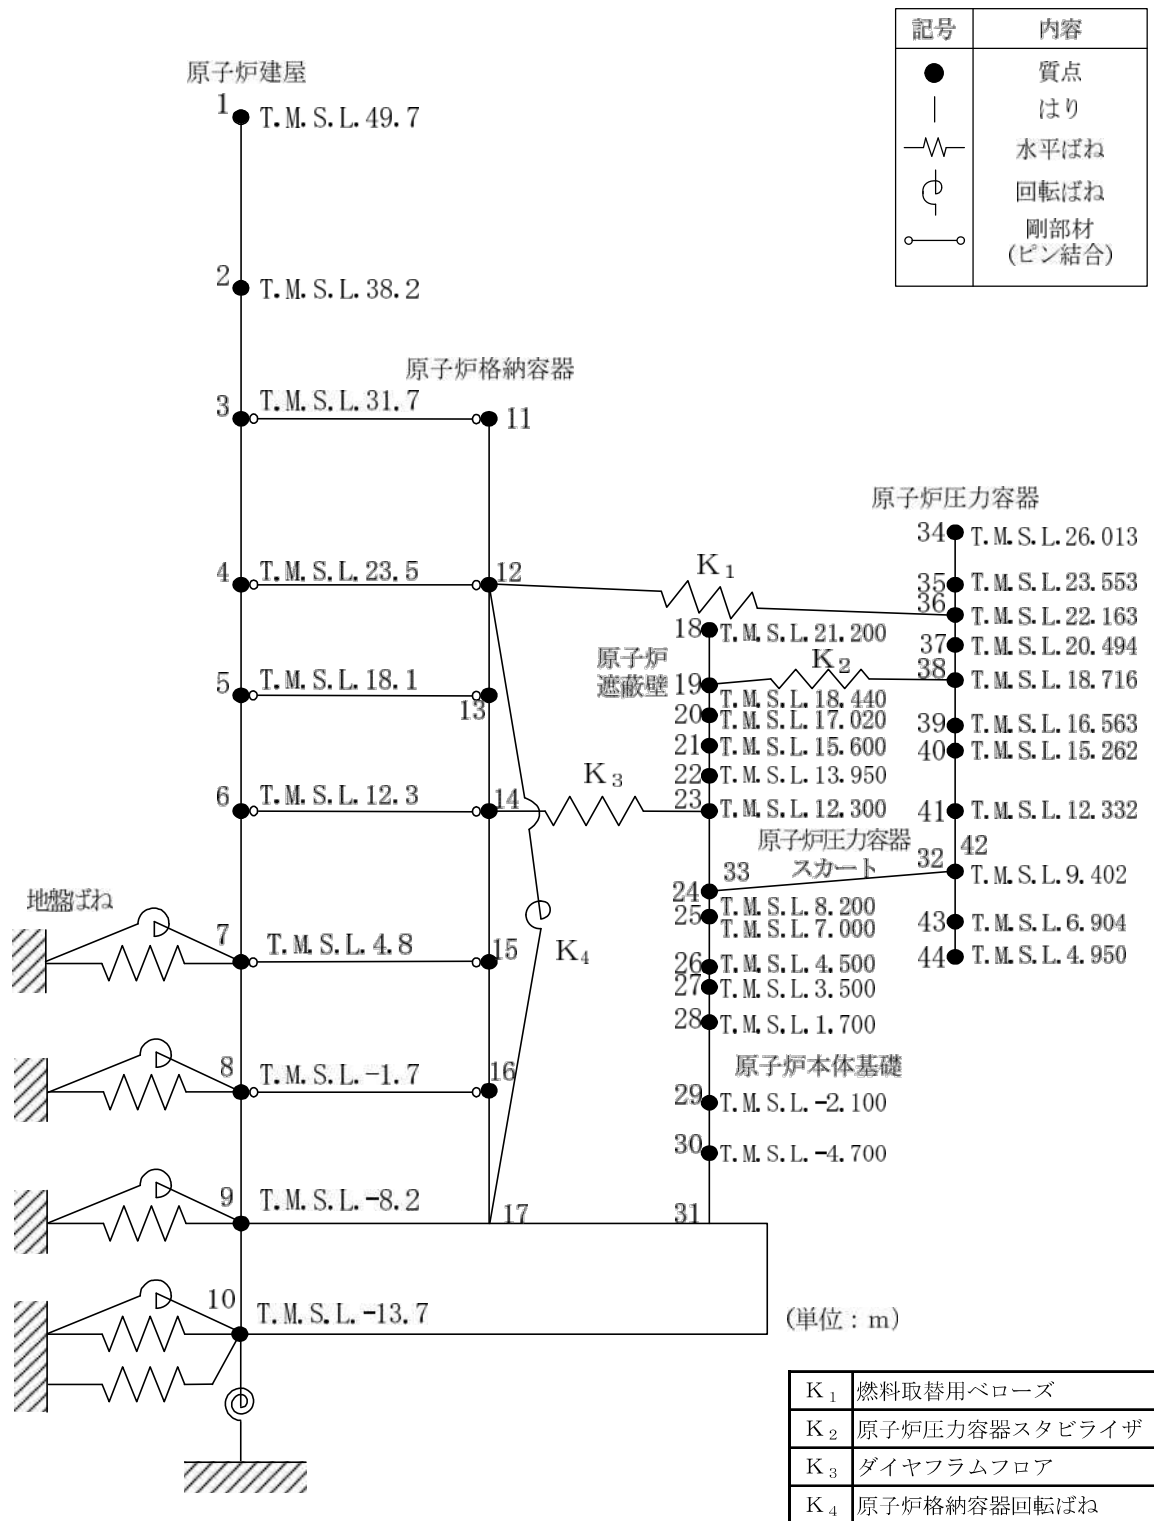 記号 内容
質点
はり
水平ばね
回転ばね
剛部材
(ピン結合)
原子炉建屋
1 T.M.S.L.49.7
2 T.M.S.L.38.2
原子炉格納容器
3 T.M.S.L.31.7 11
原子炉圧力容器
34 T.M.S.L.26.013
4 T.M.S.L.23.5 12 K₁ 35 T.M.S.L.23.553
36 T.M.S.L.22.163
18 T.M.S.L.21.200 37 T.M.S.L.20.494
原子炉
遮蔽壁
K₂
5 T.M.S.L.18.1 13 19 T.M.S.L.18.440 38 T.M.S.L.18.716
20 T.M.S.L.17.020 39 T.M.S.L.16.563
21 T.M.S.L.15.600 40 T.M.S.L.15.262
22 T.M.S.L.13.950
6 T.M.S.L.12.3 14 K₃ 23 T.M.S.L.12.300 41 T.M.S.L.12.332
原子炉圧力容器
スカート
33 32 42 T.M.S.L.9.402
24 T.M.S.L.8.200
25 T.M.S.L.7.000 43 T.M.S.L.6.904
地盤ばね
7 T.M.S.L.4.8 15 K₄ 26 T.M.S.L.4.500 44 T.M.S.L.4.950
27 T.M.S.L.3.500
28 T.M.S.L.1.700
原子炉本体基礎
8 T.M.S.L.-1.7 16 29 T.M.S.L.-2.100
30 T.M.S.L.-4.700
9 T.M.S.L.-8.2 17 31
10 T.M.S.L.-13.7
(単位：m)
K₁ 燃料取替用ベローズ
K₂ 原子炉圧力容器スタビライザ
K₃ ダイヤフラムフロア
K₄ 原子炉格納容器回転ばね